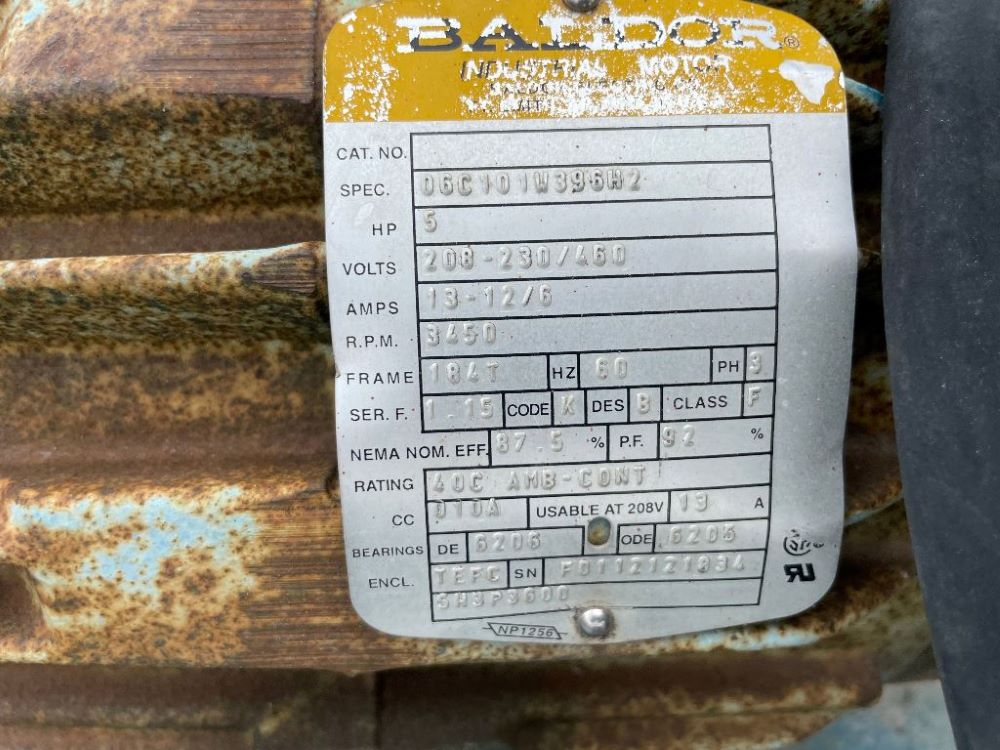 BALDOR®
INDUSTRIAL MOTOR
CAT. NO.
SPEC. 06C101W396H2
HP 5
VOLTS 208-230/460
AMPS 13-12/6
R.P.M. 3450
FRAME 184T HZ 60 PH 3
SER. F. 1.15 CODE K DES B CLASS F
NEMA NOM. EFF. 87.5 % P.F. 92 %
RATING 40C AMB-CONT
CC 010A USABLE AT 208V 13 A
BEARINGS DE 6206 ODE 6205
ENCL. TEFC SN F0112121834
NP1256